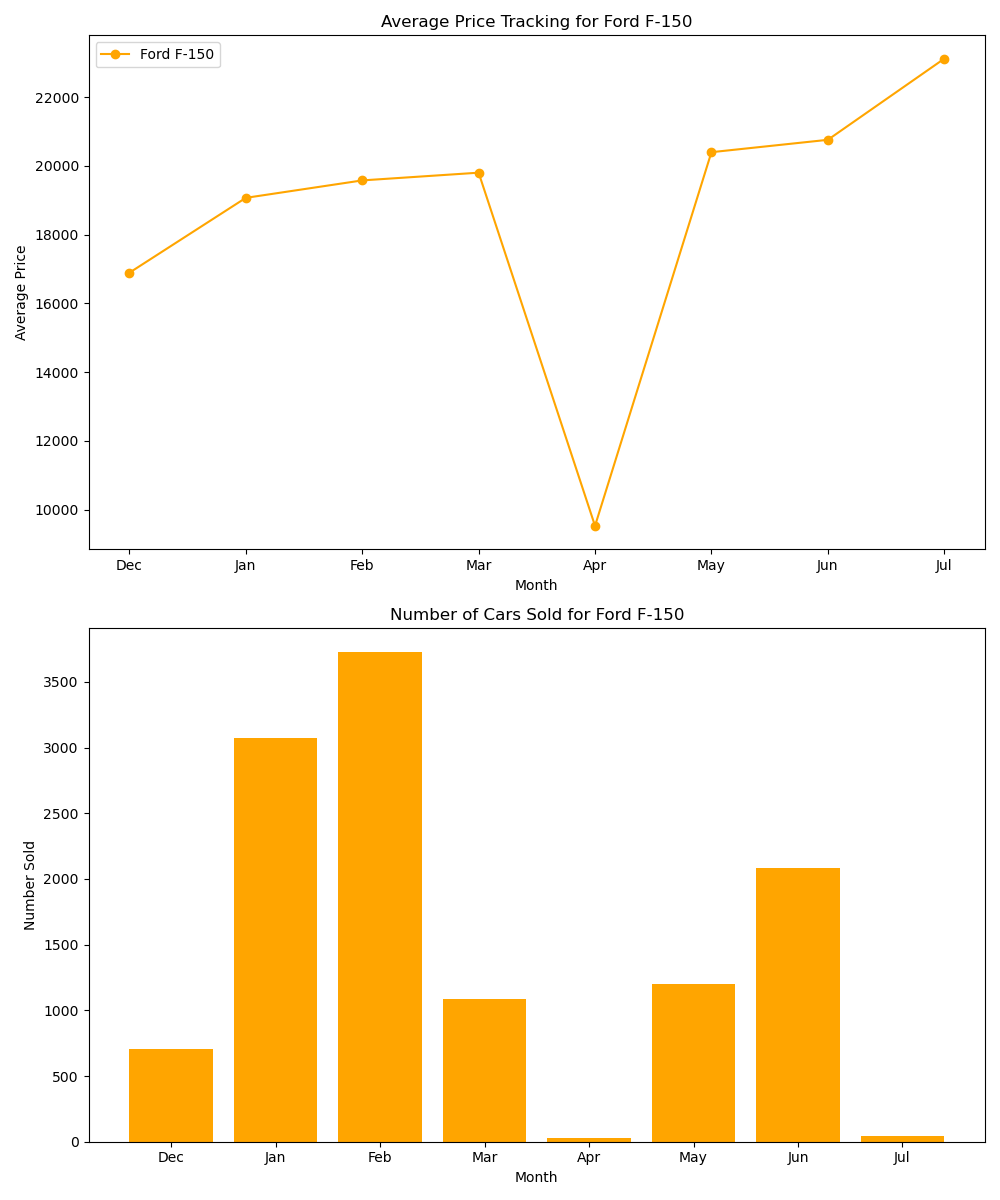 Average Price Tracking for Ford F-150
Ford F-150
22000
20000
18000
16000
14000
12000
10000
Average Price
Dec Jan Feb Mar Apr May Jun Jul
Month
Number of Cars Sold for Ford F-150
3500
3000
2500
2000
1500
1000
500
0
Number Sold
Dec Jan Feb Mar Apr May Jun Jul
Month